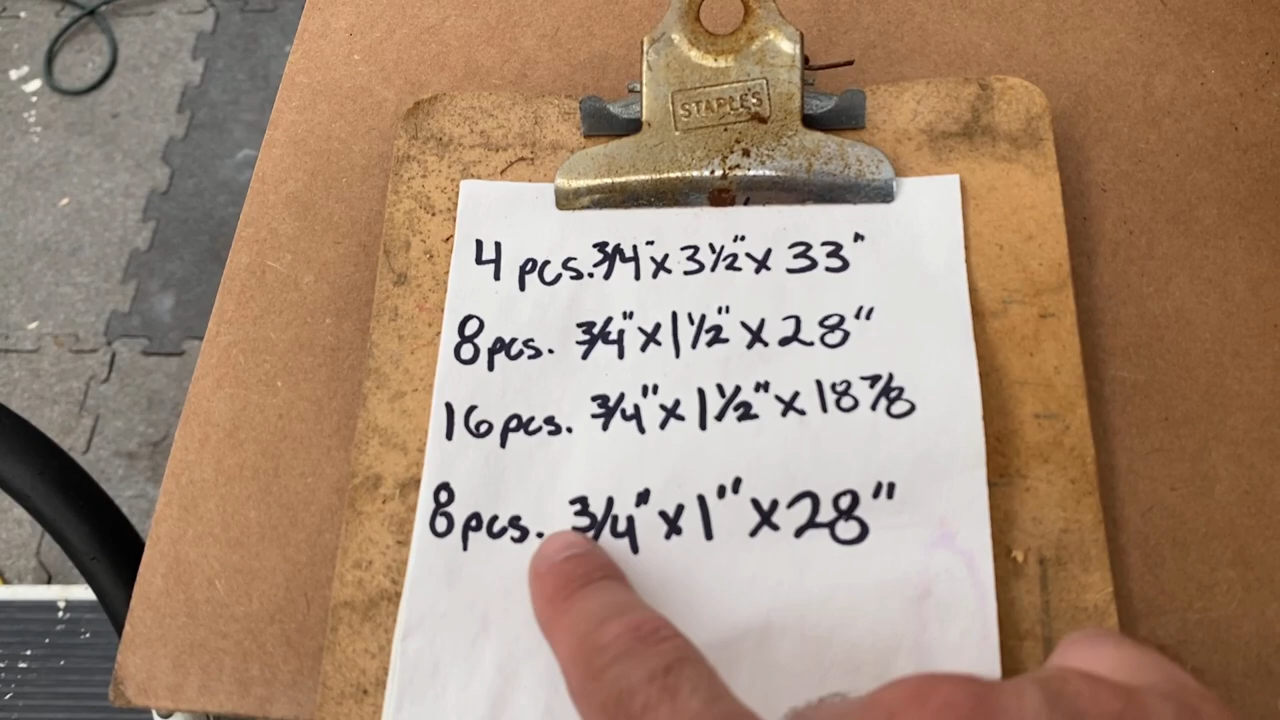 STAPLES
4 pcs. 3/4" x 3 1/2" x 33"
8 pcs. 3/4" x 1 1/2" x 28"
16 pcs. 3/4" x 1 1/2" x 18 7/8
8 pcs. 3/4" x 1" x 28"